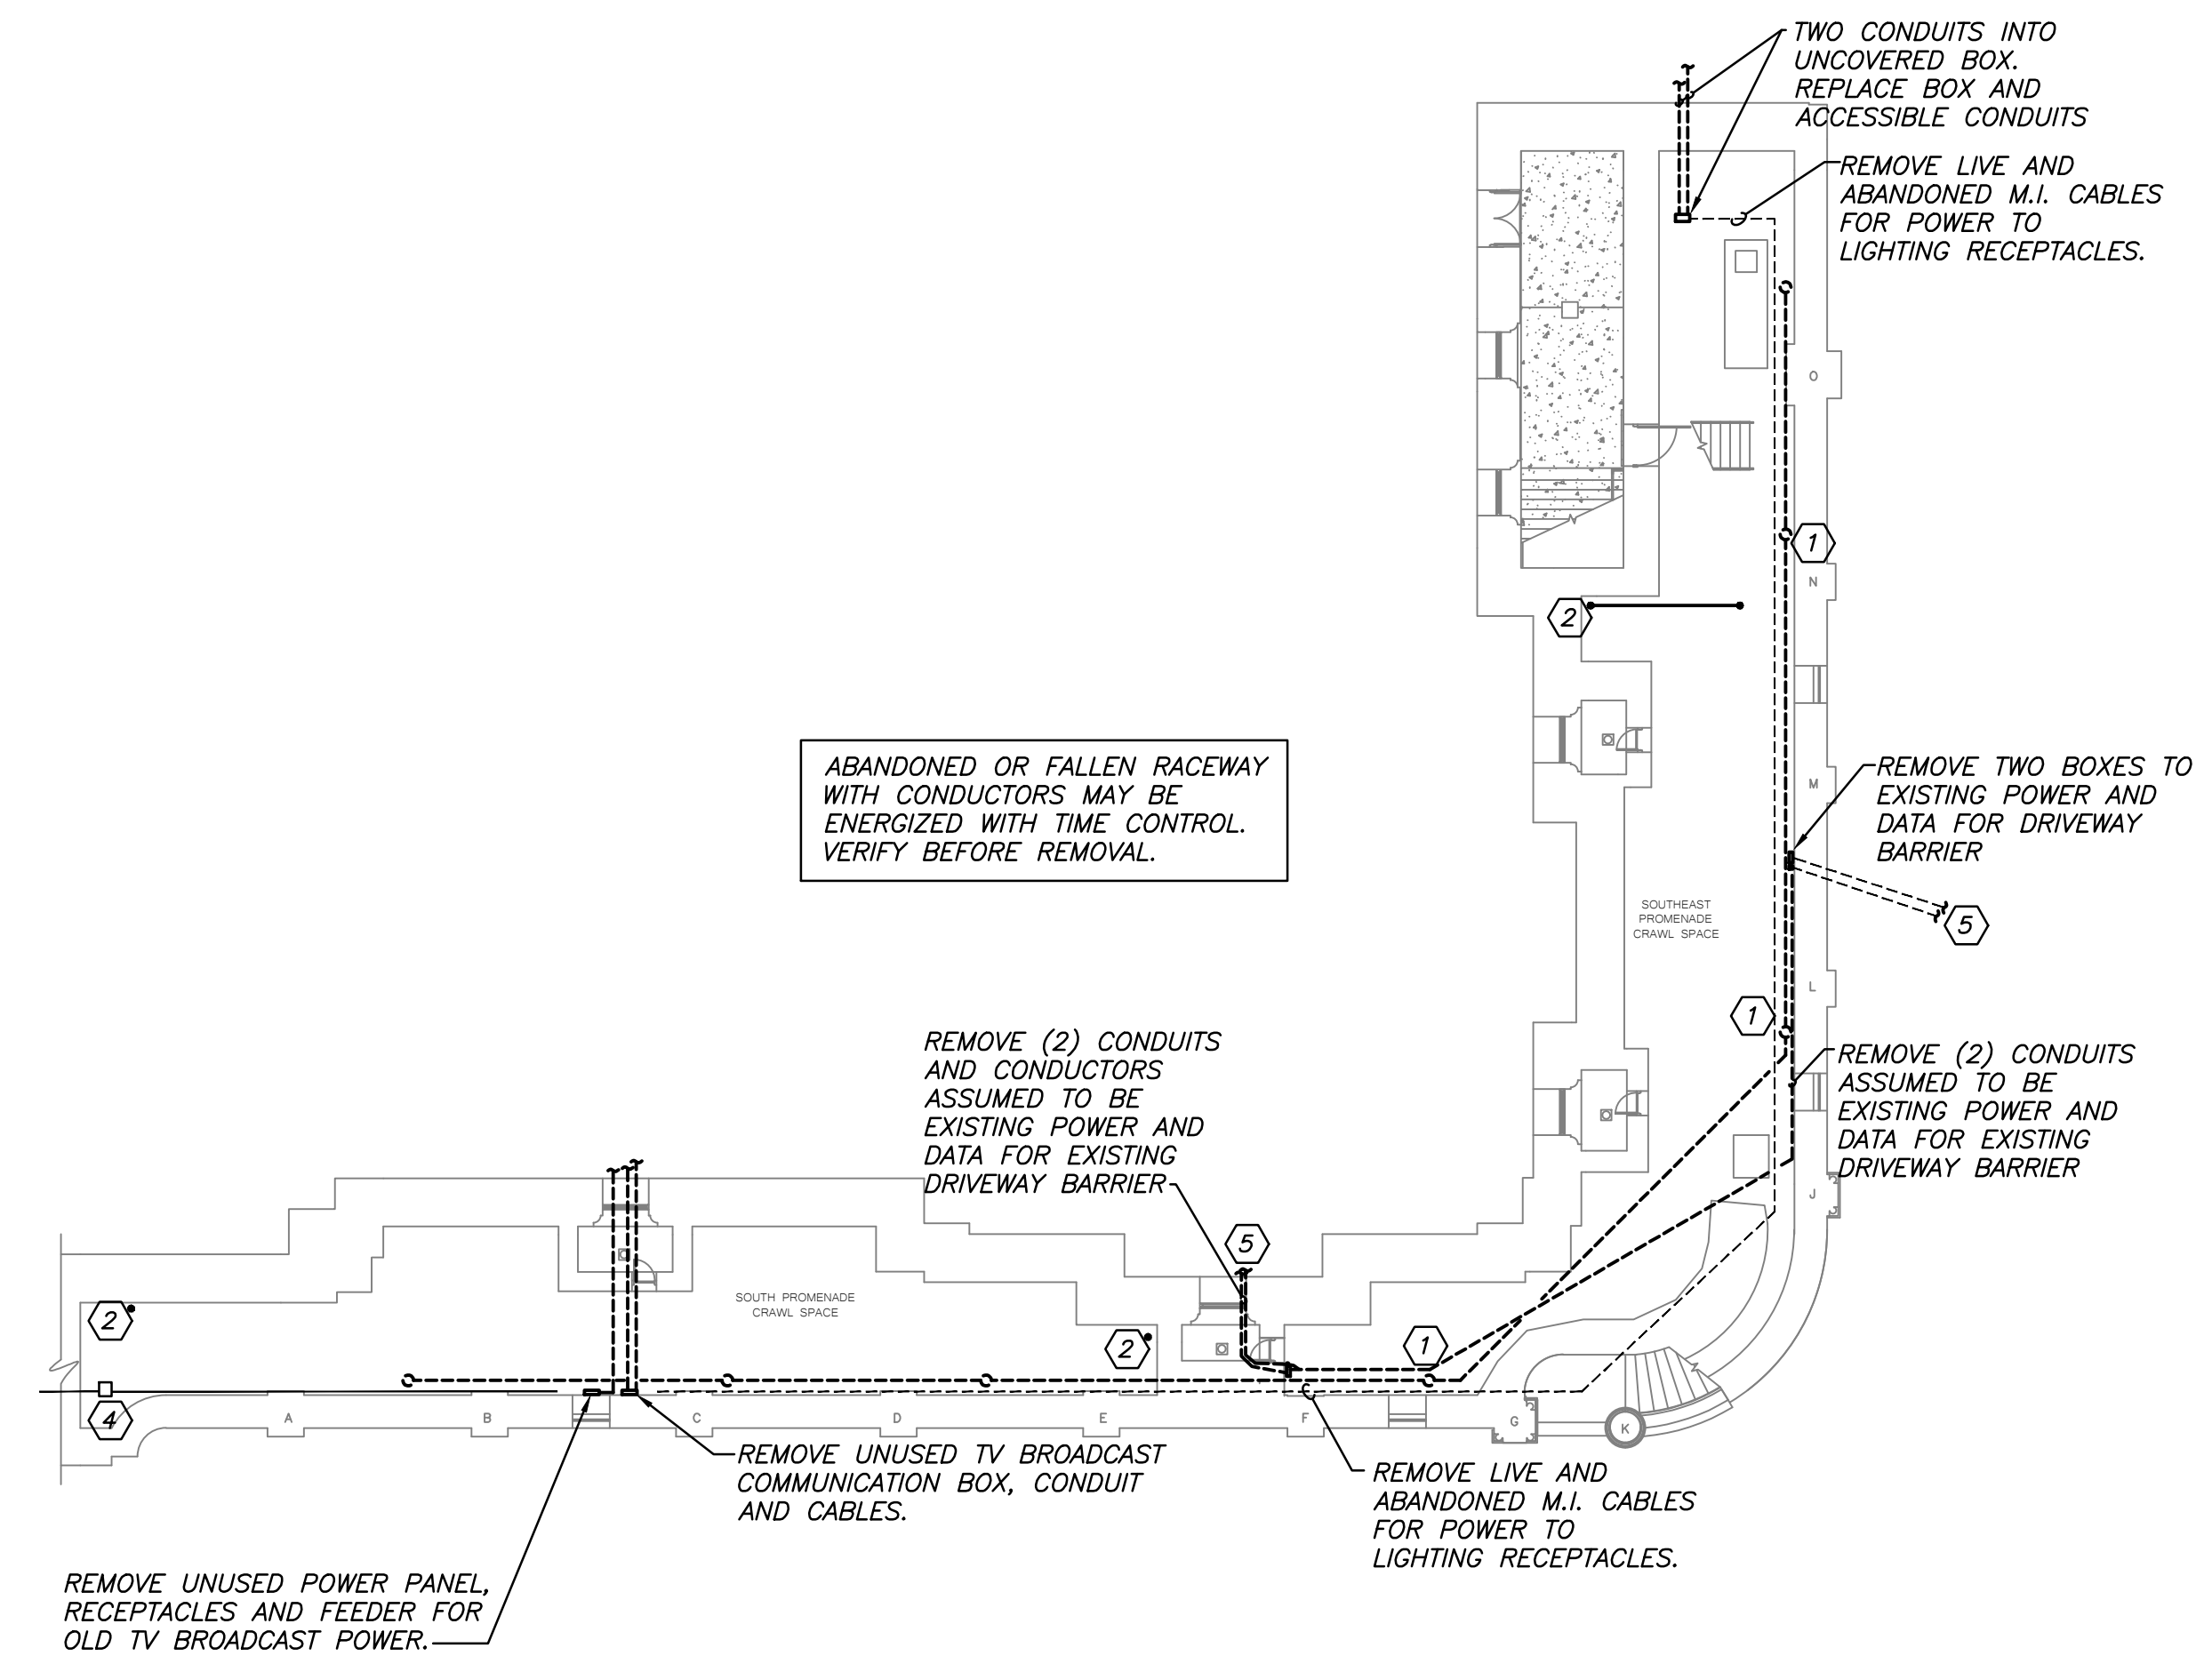 TWO CONDUITS INTO
UNCOVERED BOX.
REPLACE BOX AND
ACCESSIBLE CONDUITS
REMOVE LIVE AND
ABANDONED M.I. CABLES
FOR POWER TO
LIGHTING RECEPTACLES.
O
1
N
2
ABANDONED OR FALLEN RACEWAY
WITH CONDUCTORS MAY BE
ENERGIZED WITH TIME CONTROL.
VERIFY BEFORE REMOVAL.
REMOVE TWO BOXES TO
EXISTING POWER AND
DATA FOR DRIVEWAY
BARRIER
M
SOUTHEAST
PROMENADE
CRAWL SPACE
5
L
1
REMOVE (2) CONDUITS
AND CONDUCTORS
ASSUMED TO BE
EXISTING POWER AND
DATA FOR EXISTING
DRIVEWAY BARRIER
REMOVE (2) CONDUITS
ASSUMED TO BE
EXISTING POWER AND
DATA FOR EXISTING
DRIVEWAY BARRIER
J
5
SOUTH PROMENADE
CRAWL SPACE
2
2
1
4
A
B
C
D
E
F
G
K
REMOVE UNUSED TV BROADCAST
COMMUNICATION BOX, CONDUIT
AND CABLES.
REMOVE LIVE AND
ABANDONED M.I. CABLES
FOR POWER TO
LIGHTING RECEPTACLES.
REMOVE UNUSED POWER PANEL,
RECEPTACLES AND FEEDER FOR
OLD TV BROADCAST POWER.